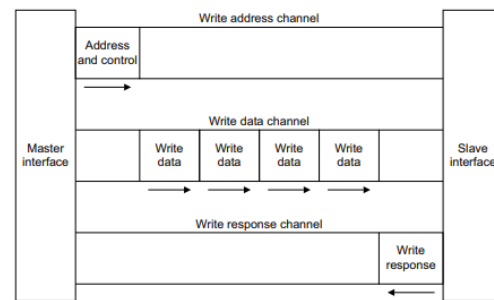 Write address channel
Address
and control
Write data channel
Master
interface
Write
data
Write
data
Write
data
Write
data
Slave
interface
Write response channel
Write
response